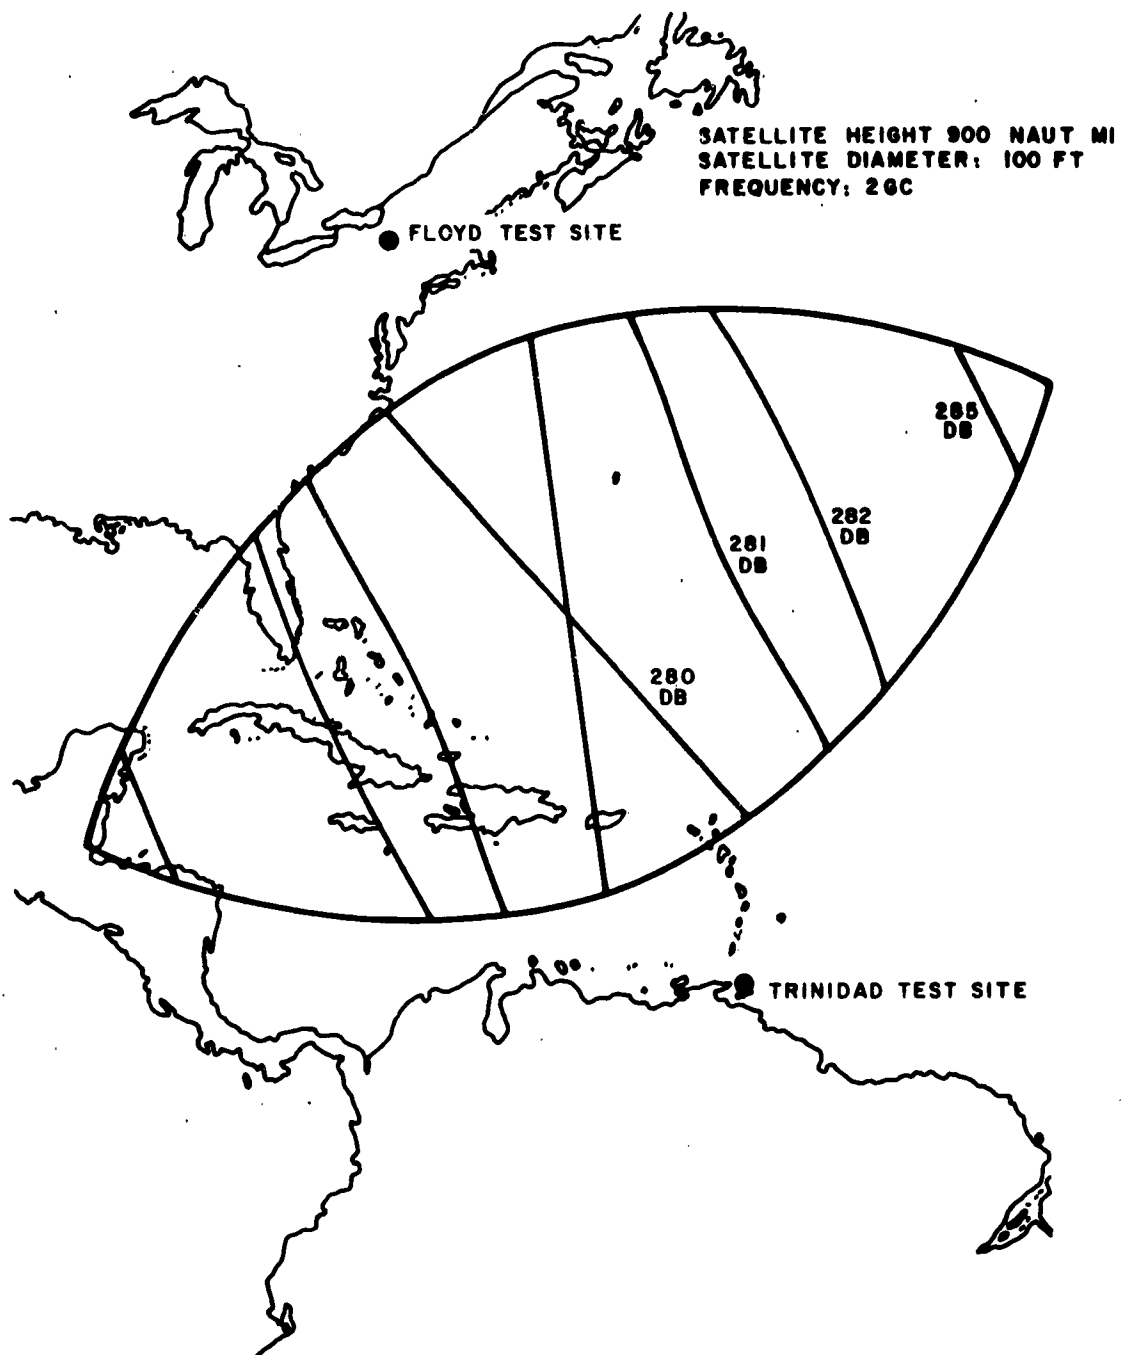 SATELLITE HEIGHT 900 NAUT MI
SATELLITE DIAMETER: 100 FT
FREQUENCY: 2GC
FLOYD TEST SITE
285
DB
282
DB
281
DB
280
DB
TRINIDAD TEST SITE